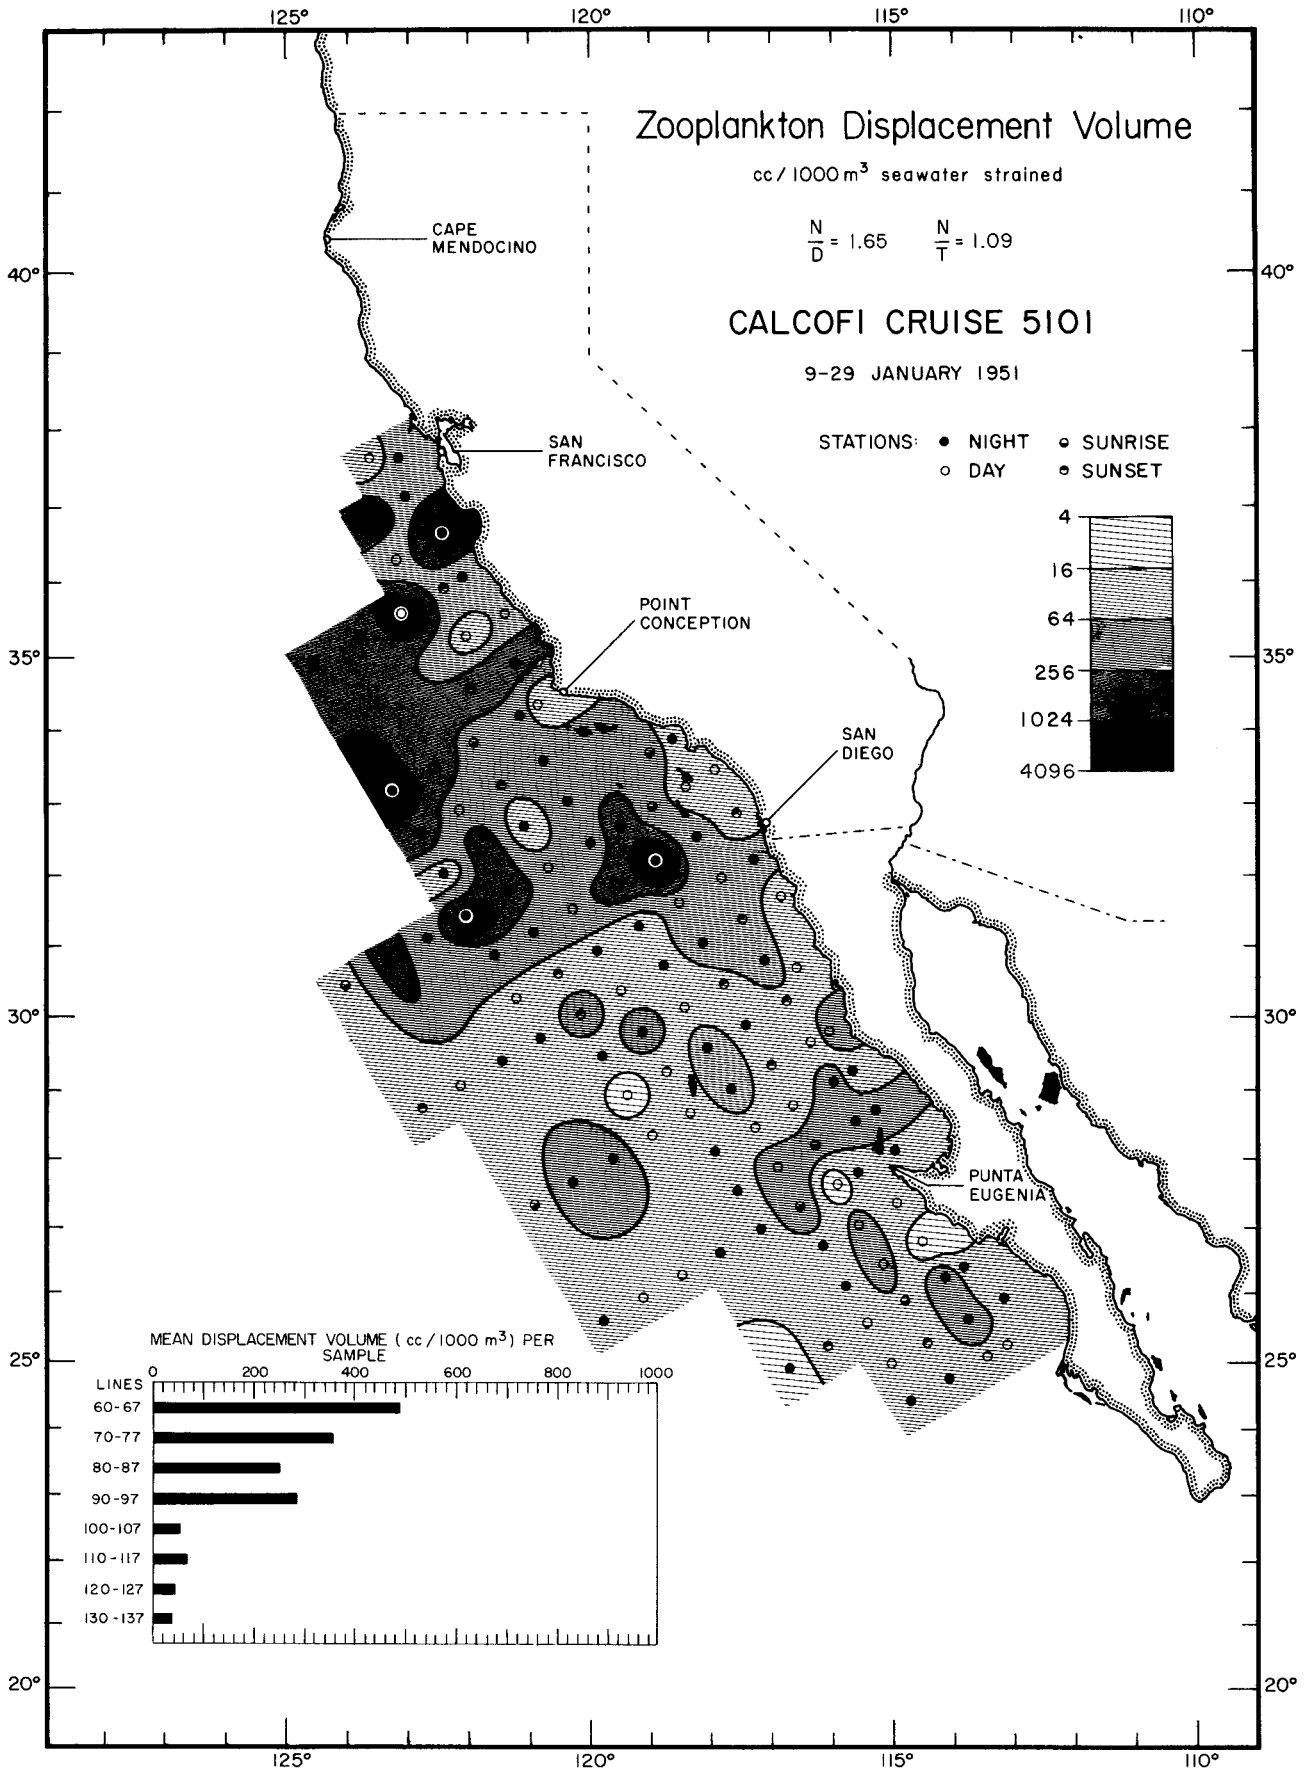 125° 120° 115° 110°
Zooplankton Displacement Volume
cc/1000 m³ seawater strained
N/D = 1.65 N/T = 1.09
CAPE
MENDOCINO
40° 40°
CALCOFI CRUISE 5101
9-29 JANUARY 1951
STATIONS: ● NIGHT ◒ SUNRISE
○ DAY ◓ SUNSET
SAN
FRANCISCO
4
16
64
256
1024
4096
POINT
CONCEPTION
35° 35°
SAN
DIEGO
30° 30°
PUNTA
EUGENIA
MEAN DISPLACEMENT VOLUME (cc/1000 m³) PER
SAMPLE
25° 25°
0 200 400 600 800 1000
LINES
60-67
70-77
80-87
90-97
100-107
110-117
120-127
130-137
20° 20°
125° 120° 115° 110°